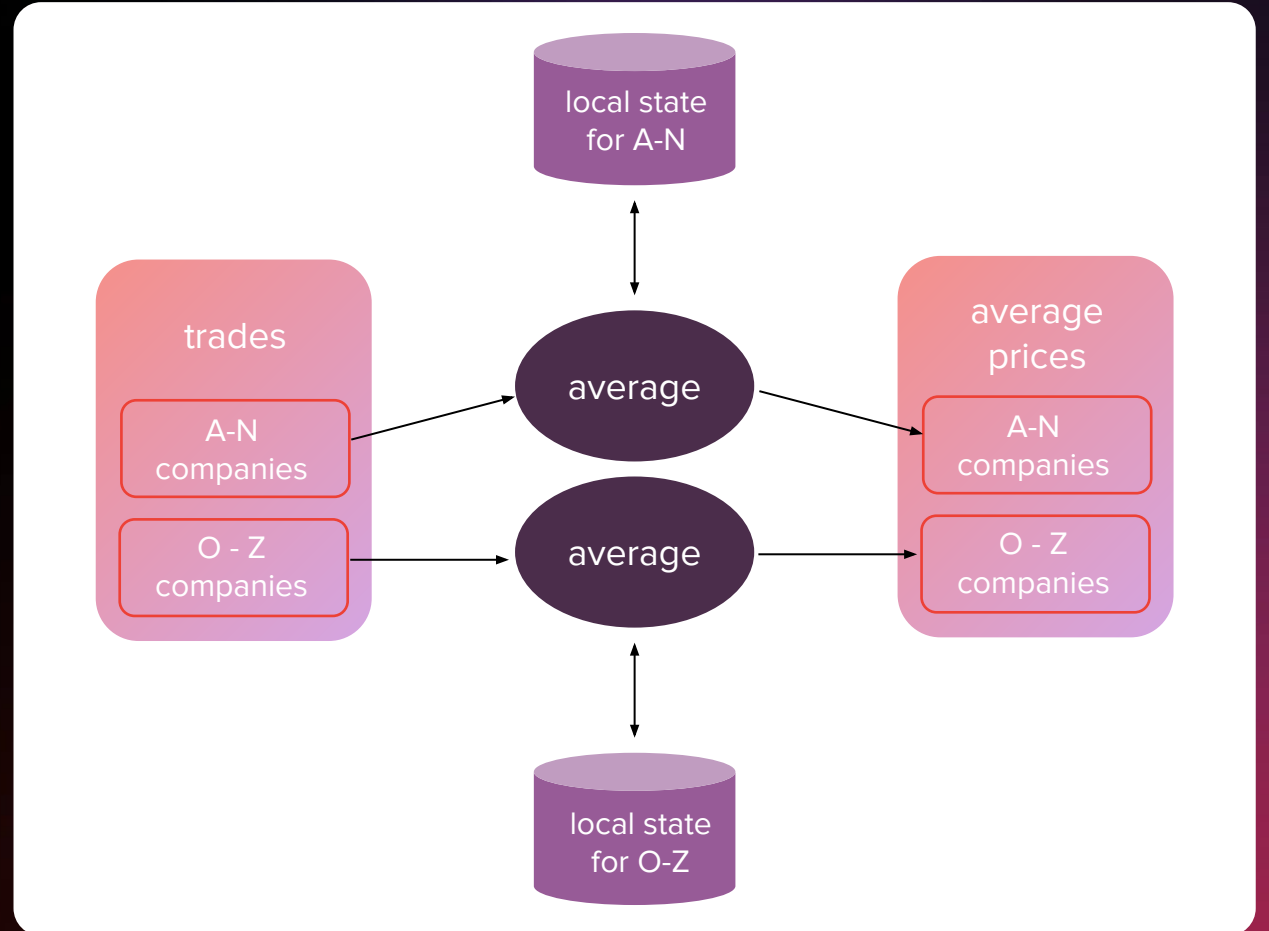 local state
for A-N
trades
A-N
companies
O - Z
companies
average
average
average
prices
A-N
companies
O - Z
companies
local state
for O-Z